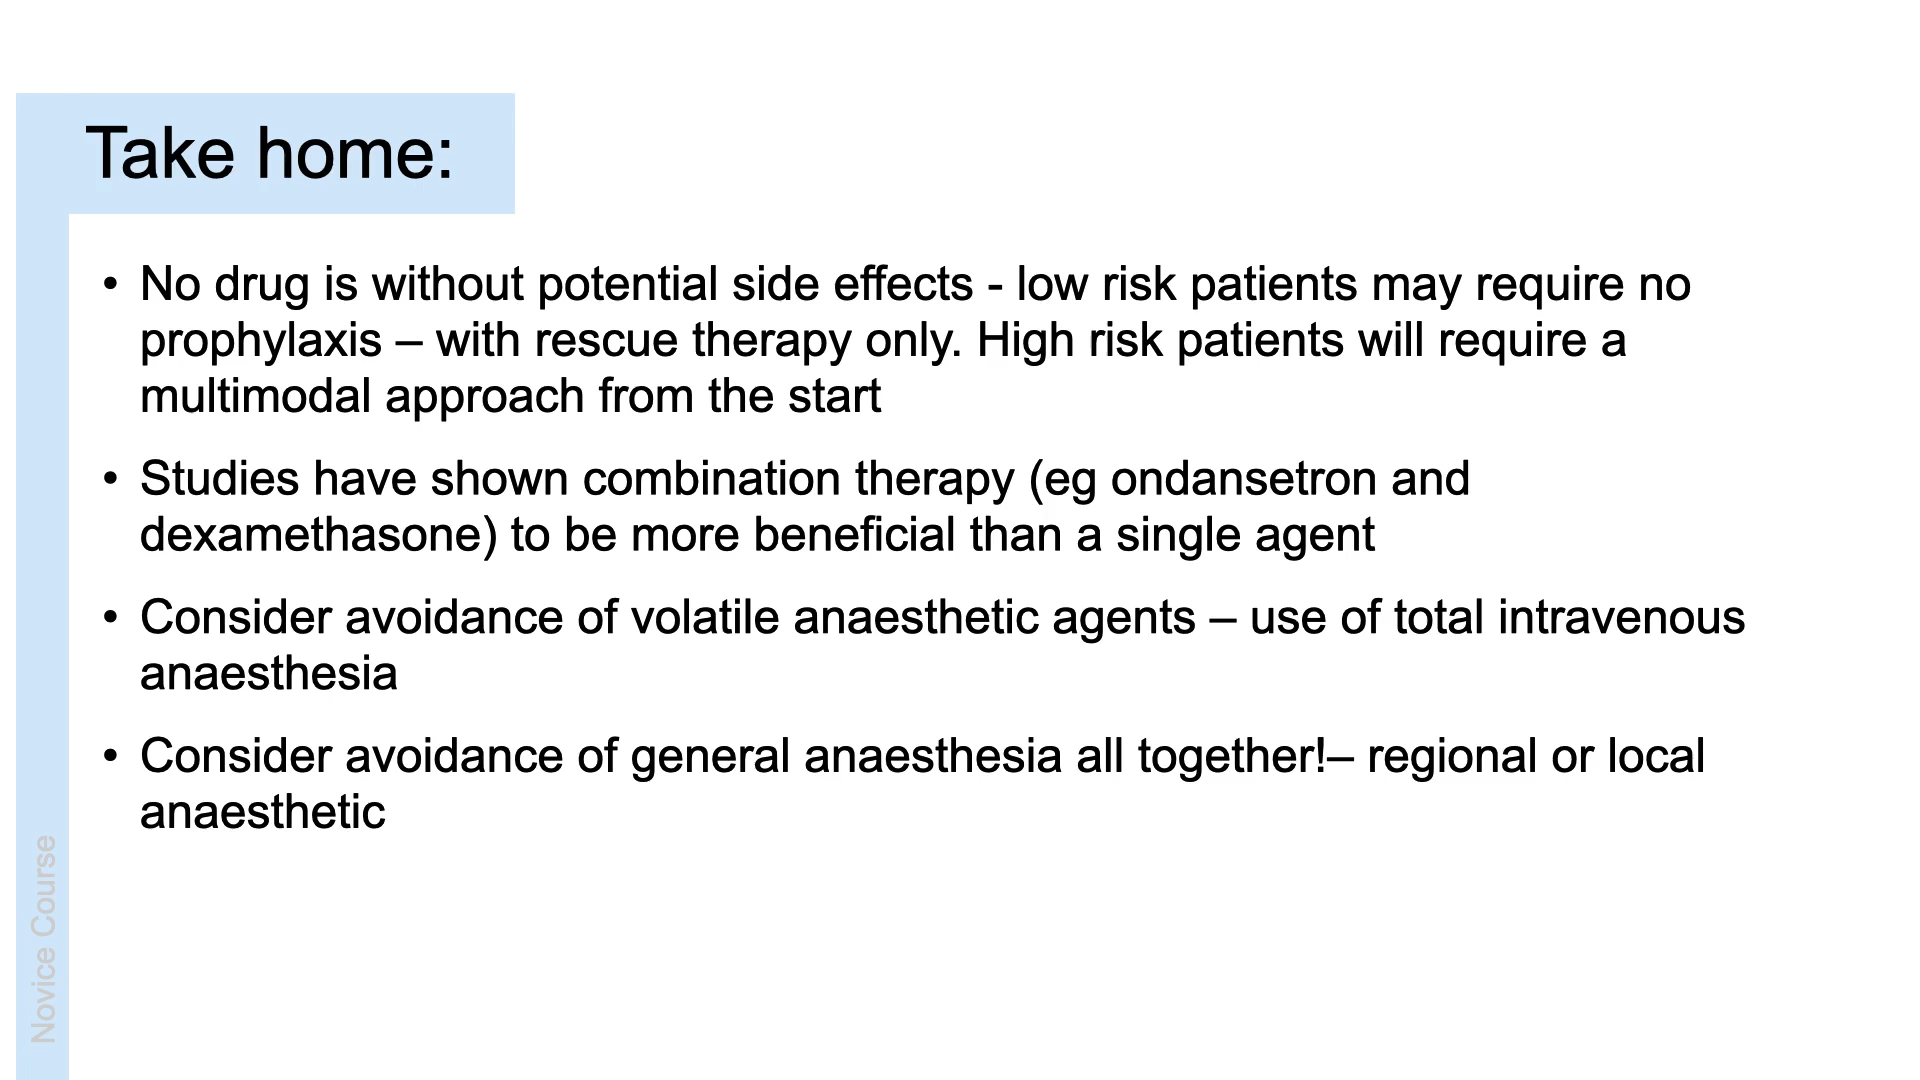 Take home:
• No drug is without potential side effects - low risk patients may require no
prophylaxis – with rescue therapy only. High risk patients will require a
multimodal approach from the start
• Studies have shown combination therapy (eg ondansetron and
dexamethasone) to be more beneficial than a single agent
• Consider avoidance of volatile anaesthetic agents – use of total intravenous
anaesthesia
• Consider avoidance of general anaesthesia all together!– regional or local
anaesthetic
Novice Course